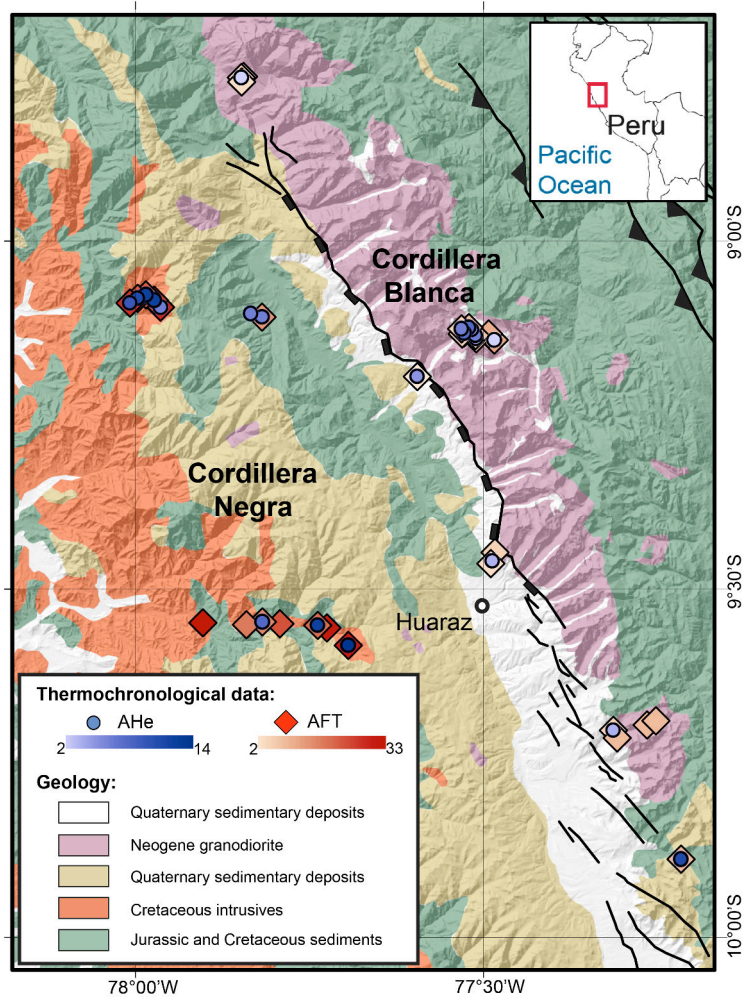 Peru
Pacific
Ocean
9°00'S
Cordillera
Blanca
Cordillera
Negra
9°30'S
Huaraz
Thermochronological data:
AHe
AFT
2
14
2
33
Geology:
Quaternary sedimentary deposits
Neogene granodiorite
Quaternary sedimentary deposits
Cretaceous intrusives
Jurassic and Cretaceous sediments
10°00'S
78°00'W
77°30'W